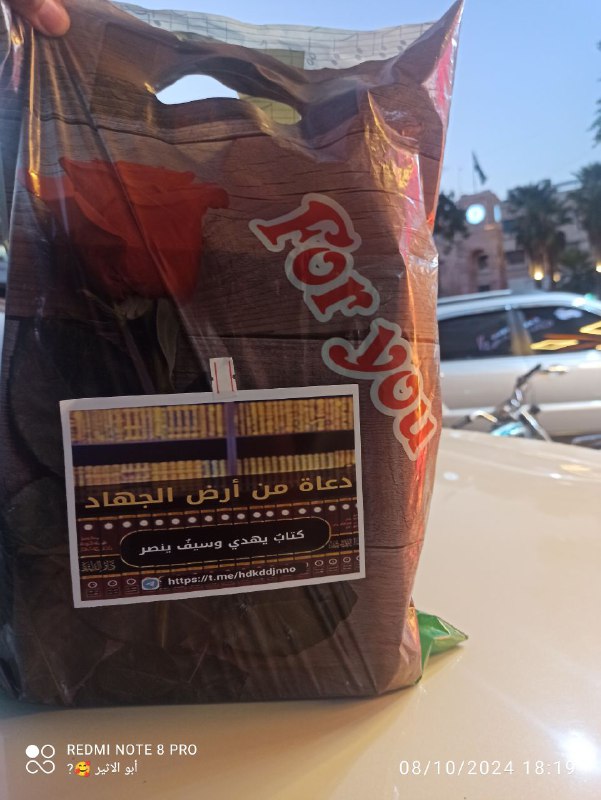 For you
دعاة من أرض الجهاد
كتابٌ يهدي وسيفٌ ينصر
https://t.me/hdkddjnno
REDMI NOTE 8 PRO
أبو الاثير 🥰?
08/10/2024 18:19